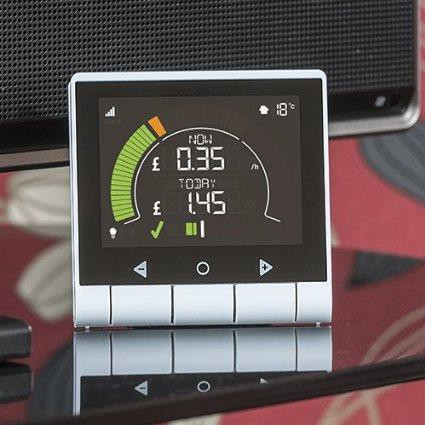 18°C
NOW
£ 0.35 /h
TODAY
£ 1.45
− +